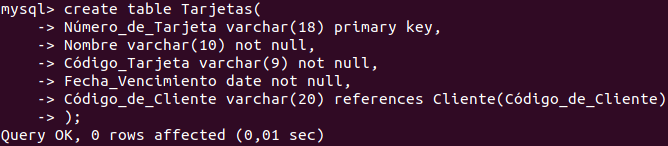 mysql> create table Tarjetas(
    -> Número_de_Tarjeta varchar(18) primary key,
    -> Nombre varchar(10) not null,
    -> Código_Tarjeta varchar(9) not null,
    -> Fecha_Vencimiento date not null,
    -> Código_de_Cliente varchar(20) references Cliente(Código_de_Cliente)
    -> );
Query OK, 0 rows affected (0,01 sec)